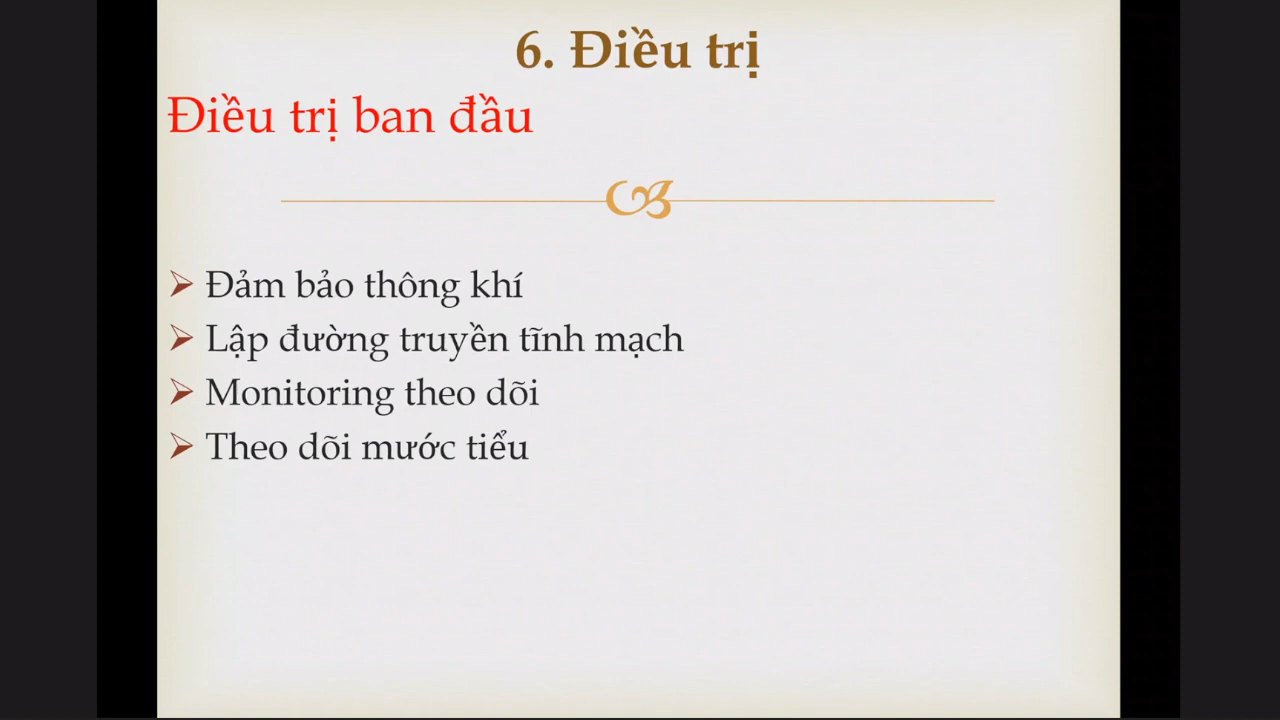 6. Điều trị
Điều trị ban đầu
Đảm bảo thông khí
Lập đường truyền tĩnh mạch
Monitoring theo dõi
Theo dõi mước tiểu